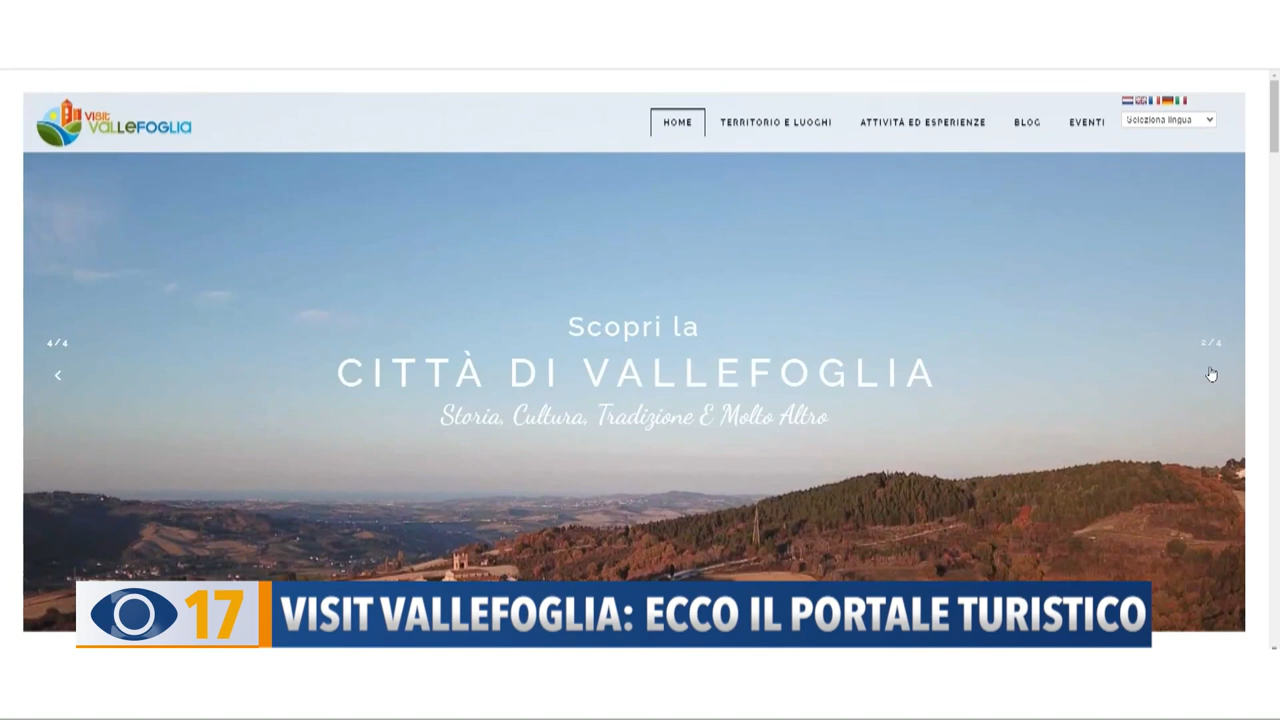 VISIT
VALLEFOGLIA
HOME
TERRITORIO E LUOGHI
ATTIVITÀ ED ESPERIENZE
BLOG
EVENTI
Seleziona lingua
Scopri la
4/4
2/4
CITTÀ DI VALLEFOGLIA
Storia, Cultura, Tradizione E Molto Altro
17
VISIT VALLEFOGLIA: ECCO IL PORTALE TURISTICO